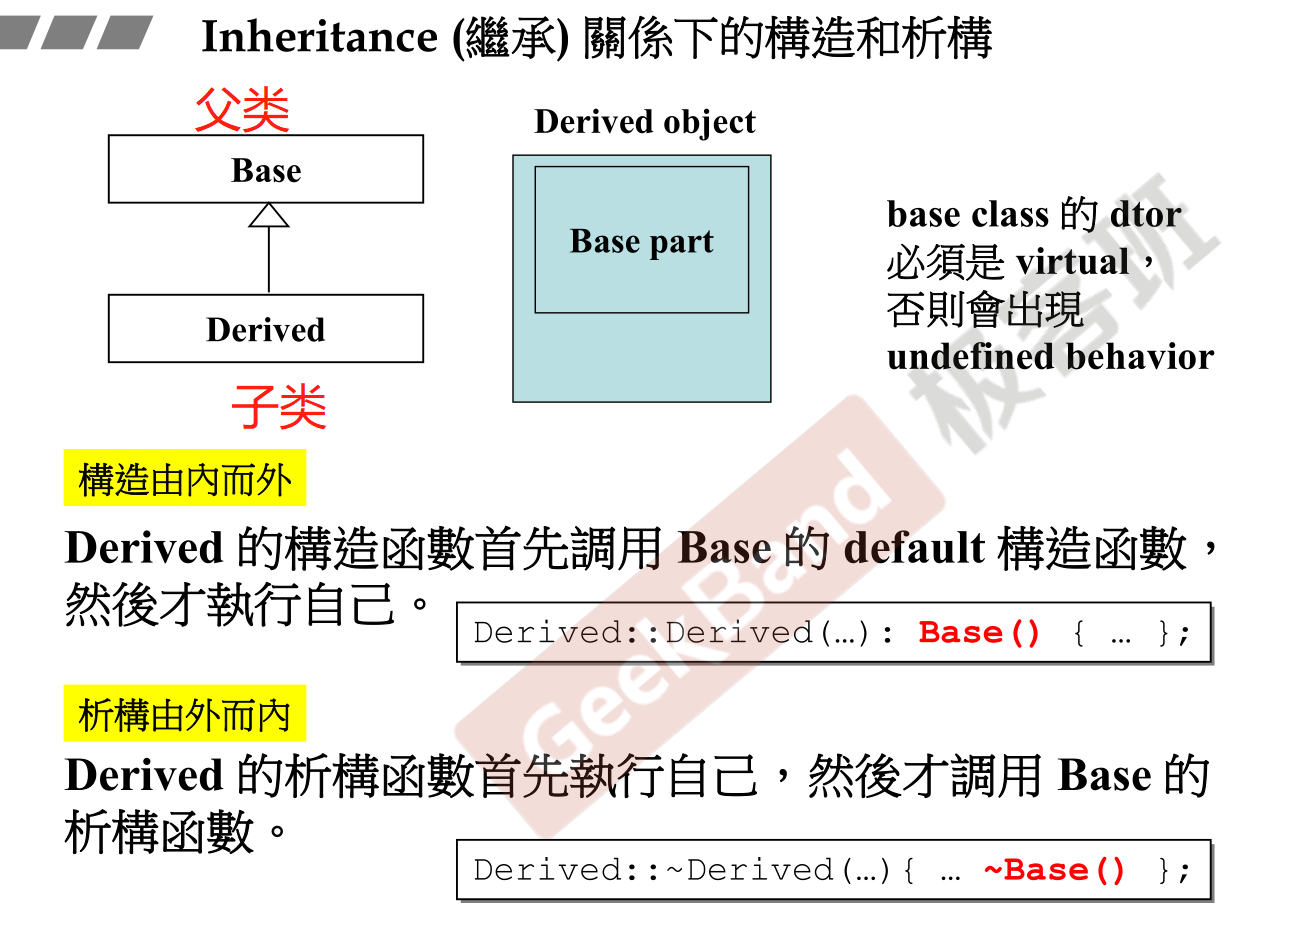 Inheritance (繼承) 關係下的構造和析構
父类
Base
Derived
子类
Derived object
Base part
base class 的 dtor
必須是 virtual，
否則會出現
undefined behavior
構造由內而外
Derived 的構造函數首先調用 Base 的 default 構造函數，
然後才執行自己。
Derived::Derived(…): Base() { … };
析構由外而內
Derived 的析構函數首先執行自己，然後才調用 Base 的
析構函數。
Derived::~Derived(…){ … ~Base() };
GeekBand 极客班